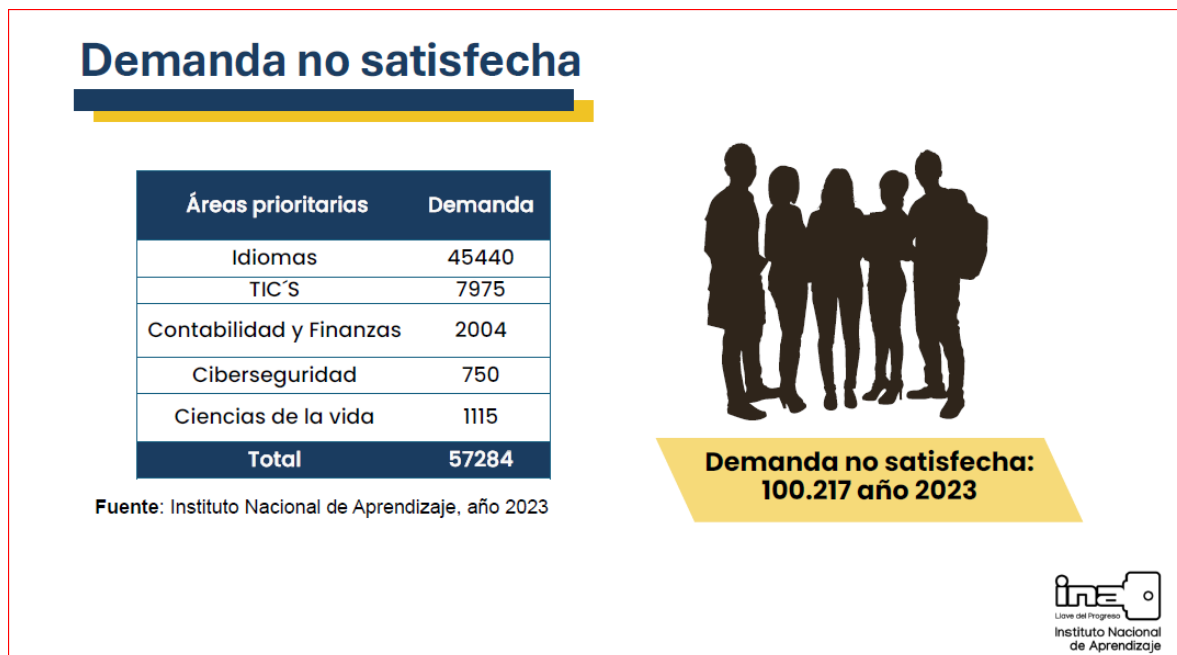 Demanda no satisfecha
Áreas prioritarias Demanda
Idiomas 45440
TIC´S 7975
Contabilidad y Finanzas 2004
Ciberseguridad 750
Ciencias de la vida 1115
Total 57284
Fuente: Instituto Nacional de Aprendizaje, año 2023
Demanda no satisfecha:
100.217 año 2023
ina
Llave del Progreso
Instituto Nacional
de Aprendizaje